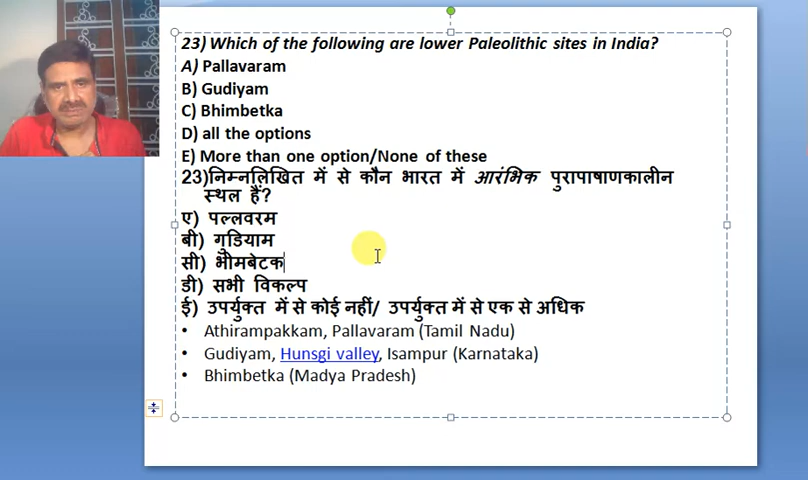 23) Which of the following are lower Paleolithic sites in India?
A) Pallavaram
B) Gudiyam
C) Bhimbetka
D) all the options
E) More than one option/None of these
23)निम्नलिखित में से कौन भारत में आरंभिक पुरापाषाणकालीन
स्थल हैं?
ए) पल्लवरम
बी) गुडियाम
सी) भीमबेटक
डी) सभी विकल्प
ई) उपर्युक्त में से कोई नहीं/ उपर्युक्त में से एक से अधिक
• Athirampakkam, Pallavaram (Tamil Nadu)
• Gudiyam, Hunsgi valley, Isampur (Karnataka)
• Bhimbetka (Madya Pradesh)